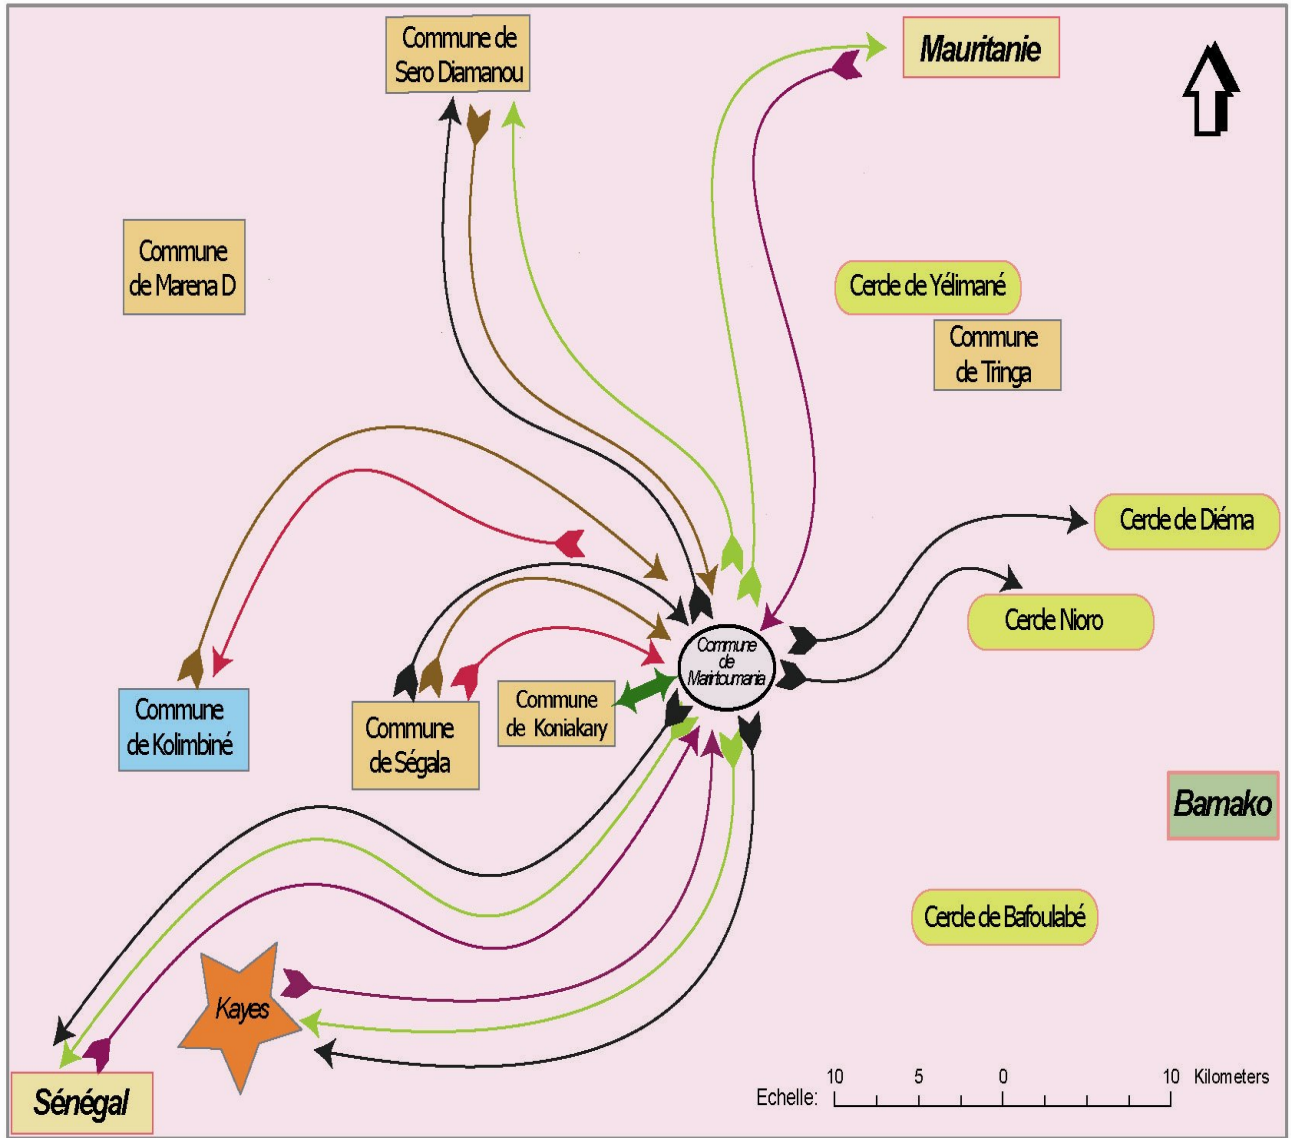 Commune de
Sero Diamanou
Mauritanie
Commune
de Marena D
Cercle de Yélimané
Commune
de Tringa
Cercle de Diéma
Cercle Nioro
Commune
de
Marintoumania
Commune
de Koniakary
Commune
de Kolimbiné
Commune
de Ségala
Bamako
Cercle de Bafoulabé
Kayes
Sénégal
Echelle: 10 5 0 10 Kilometers